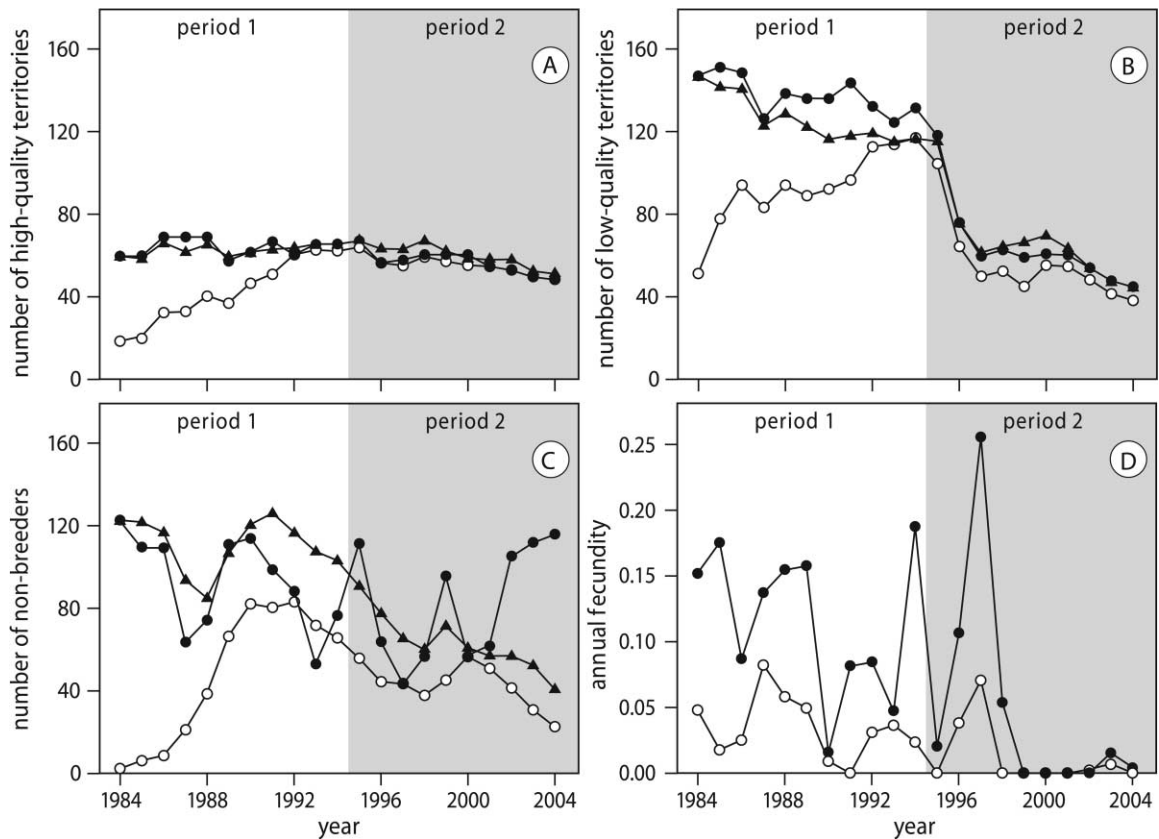 period 1
period 2
A
number of high-quality territories
160
120
80
40
0
period 1
period 2
B
number of low-quality territories
160
120
80
40
0
1984
1988
1992
1996
2000
2004
period 1
period 2
C
number of non-breeders
160
120
80
40
0
1984
1988
1992
1996
2000
2004
year
period 1
period 2
D
annual fecundity
0.25
0.20
0.15
0.10
0.05
0.00
1984
1988
1992
1996
2000
2004
year